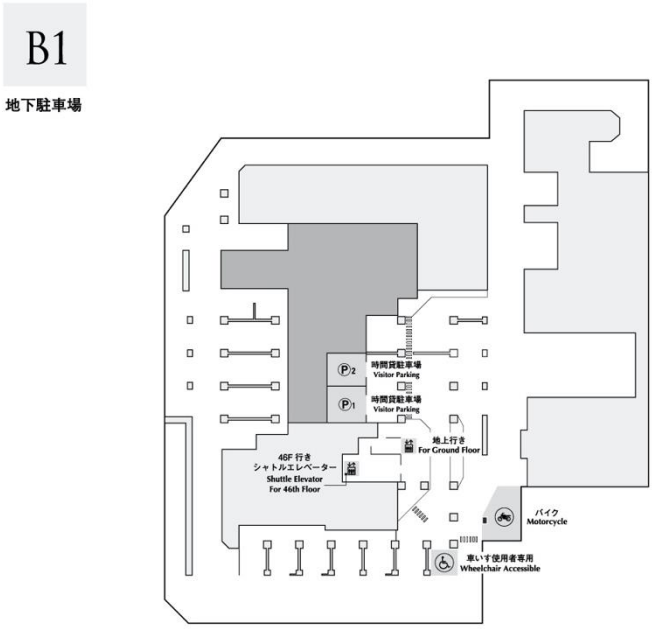 B1
地下駐車場
P2
時間貸駐車場
Visitor Parking
P1
時間貸駐車場
Visitor Parking
地上行き
For Ground Floor
46F 行き
シャトルエレベーター
Shuttle Elevator
For 46th Floor
バイク
Motorcycle
車いす使用者専用
Wheelchair Accessible